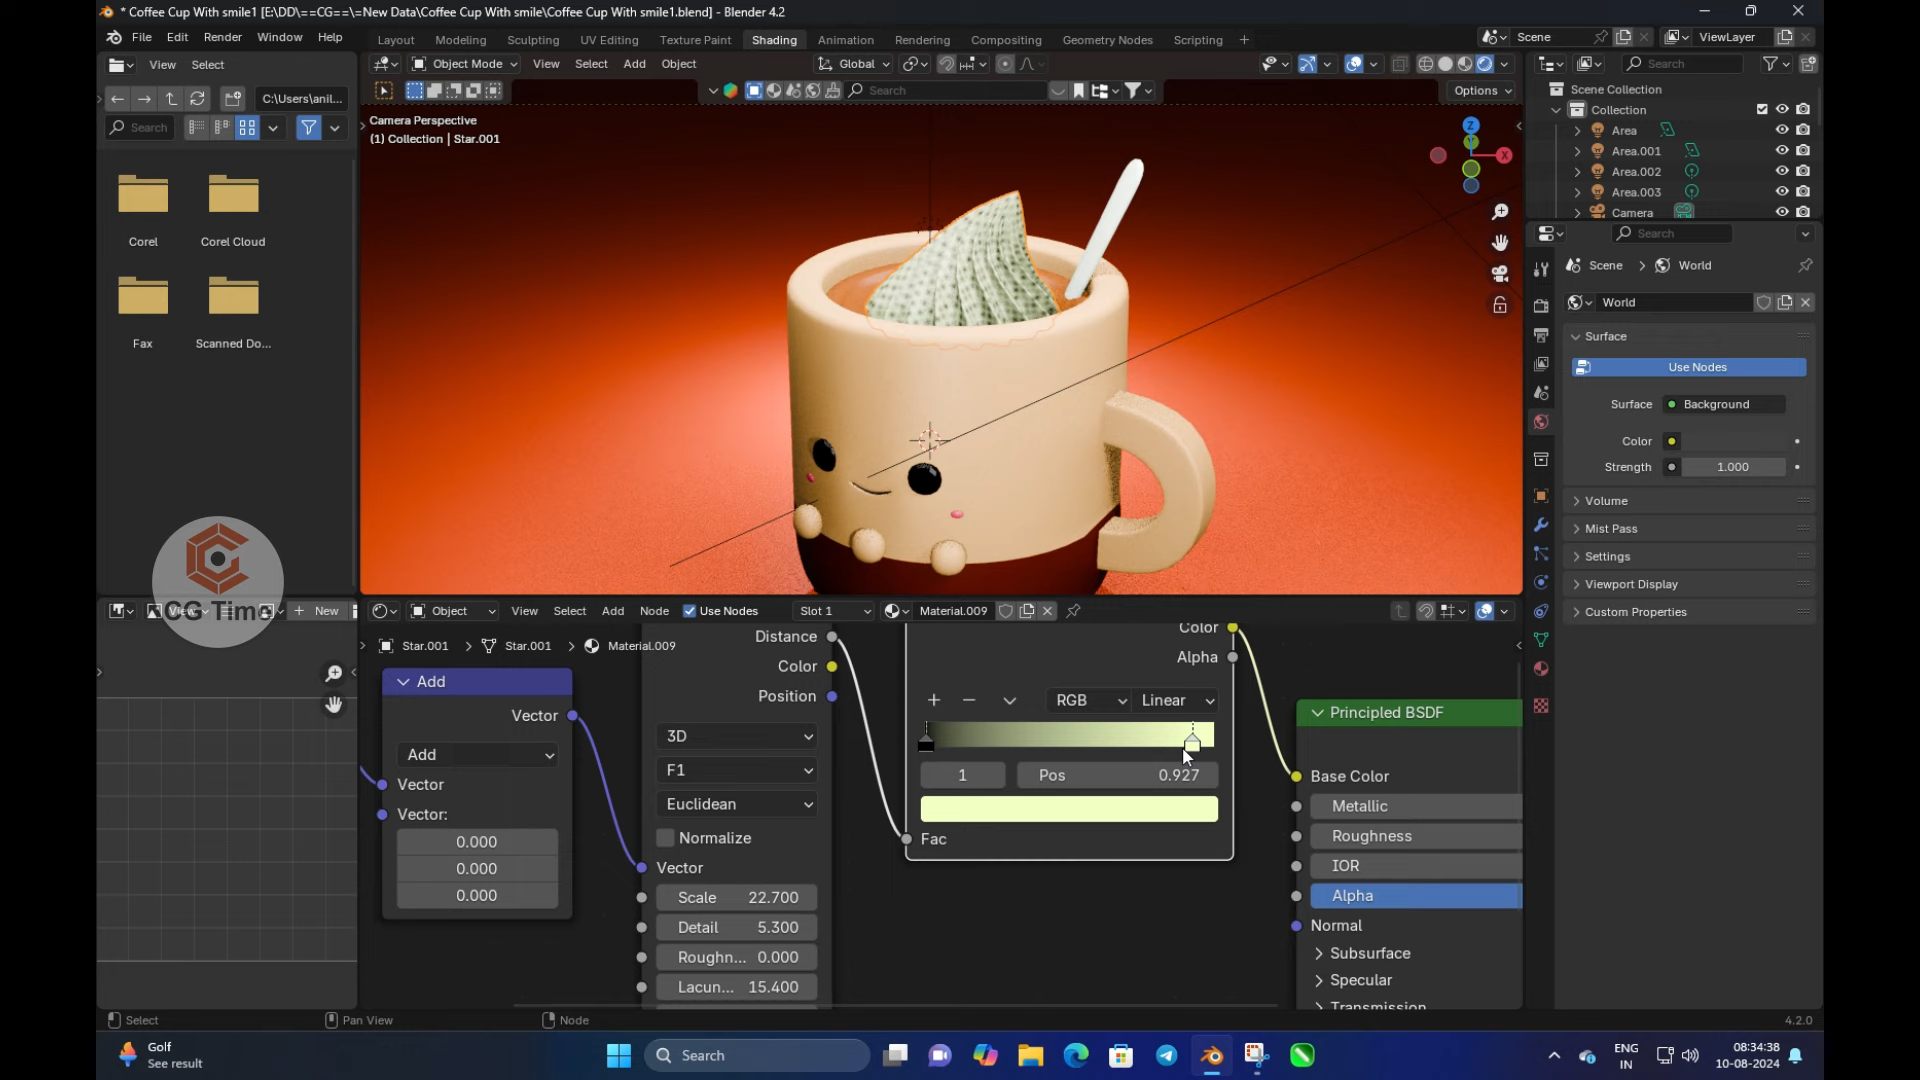 * Coffee Cup With smile1 [E:\DD\==CG==\=New Data\Coffee Cup With smile\Coffee Cup With smile1.blend] - Blender 4.2
File Edit Render Window Help
Layout Modeling Sculpting UV Editing Texture Paint Shading Animation Rendering Compositing Geometry Nodes Scripting +
Scene
ViewLayer
View Select
Object Mode View Select Add Object
Global
Search
C:\Users\anil...
Search
Options
Search
Camera Perspective
(1) Collection | Star.001
Z
Y
X
Scene Collection
Collection
Area
Area.001
Area.002
Area.003
Camera
Search
Scene > World
World
Surface
Use Nodes
Surface Background
Color
Strength 1.000
Volume
Mist Pass
Settings
Viewport Display
Custom Properties
Corel
Corel Cloud
Fax
Scanned Do...
CG Time
View
New
Object View Select Add Node Use Nodes Slot 1 Material.009
Star.001 > Star.001 > Material.009
Add
Vector
Add
Vector
Vector:
0.000
0.000
0.000
Distance
Color
Position
3D
F1
Euclidean
Normalize
Vector
Scale 22.700
Detail 5.300
Roughn... 0.000
Lacun... 15.400
Color
Alpha
RGB
Linear
1
Pos 0.927
Fac
Principled BSDF
Base Color
Metallic
Roughness
IOR
Alpha
Normal
Subsurface
Specular
Transmission
Select
Pan View
Node
4.2.0
Golf
See result
Search
ENG
IN
08:34:38
10-08-2024